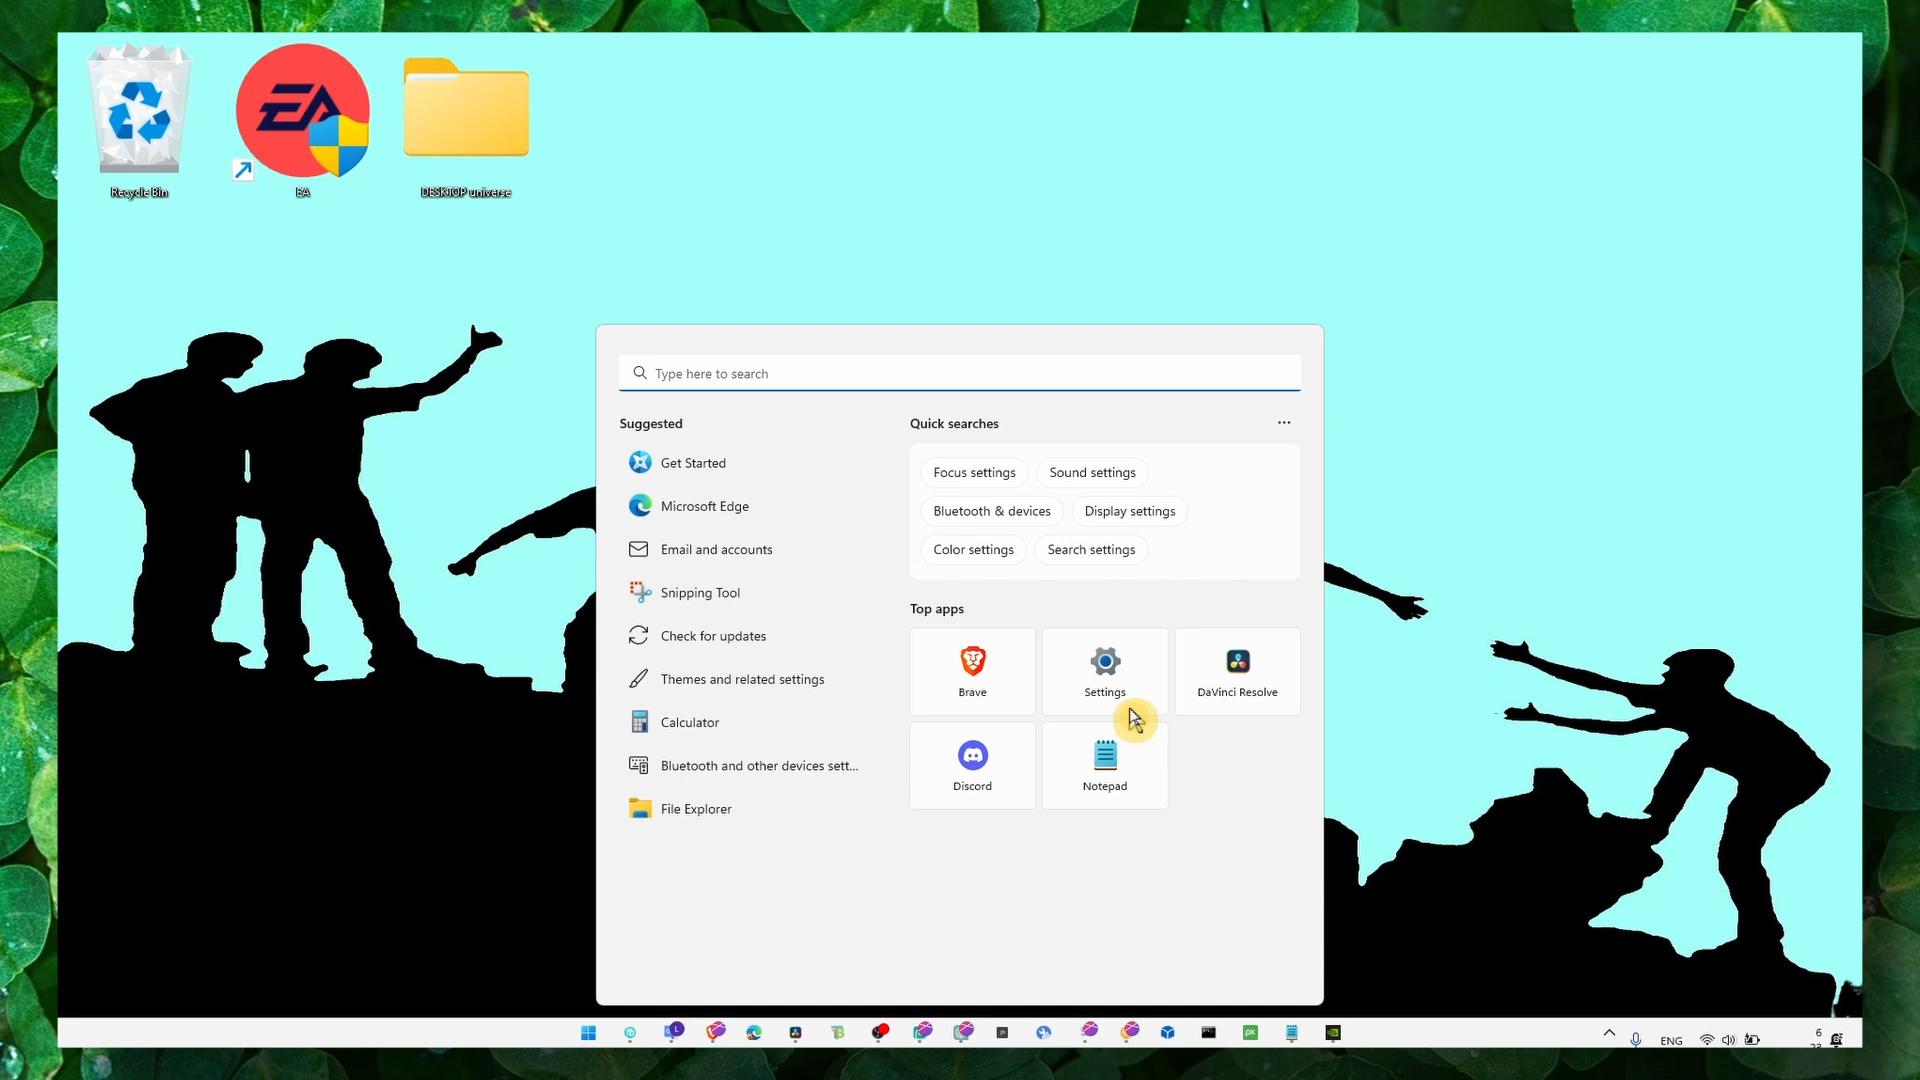 EA
Recycle Bin
EA
DESKTOP universe
Type here to search
Suggested
Get Started
Microsoft Edge
Email and accounts
Snipping Tool
Check for updates
Themes and related settings
Calculator
Bluetooth and other devices sett...
File Explorer
Quick searches
Focus settings
Sound settings
Bluetooth & devices
Display settings
Color settings
Search settings
Top apps
Brave
Settings
DaVinci Resolve
Discord
Notepad
L
PK
ENG
6